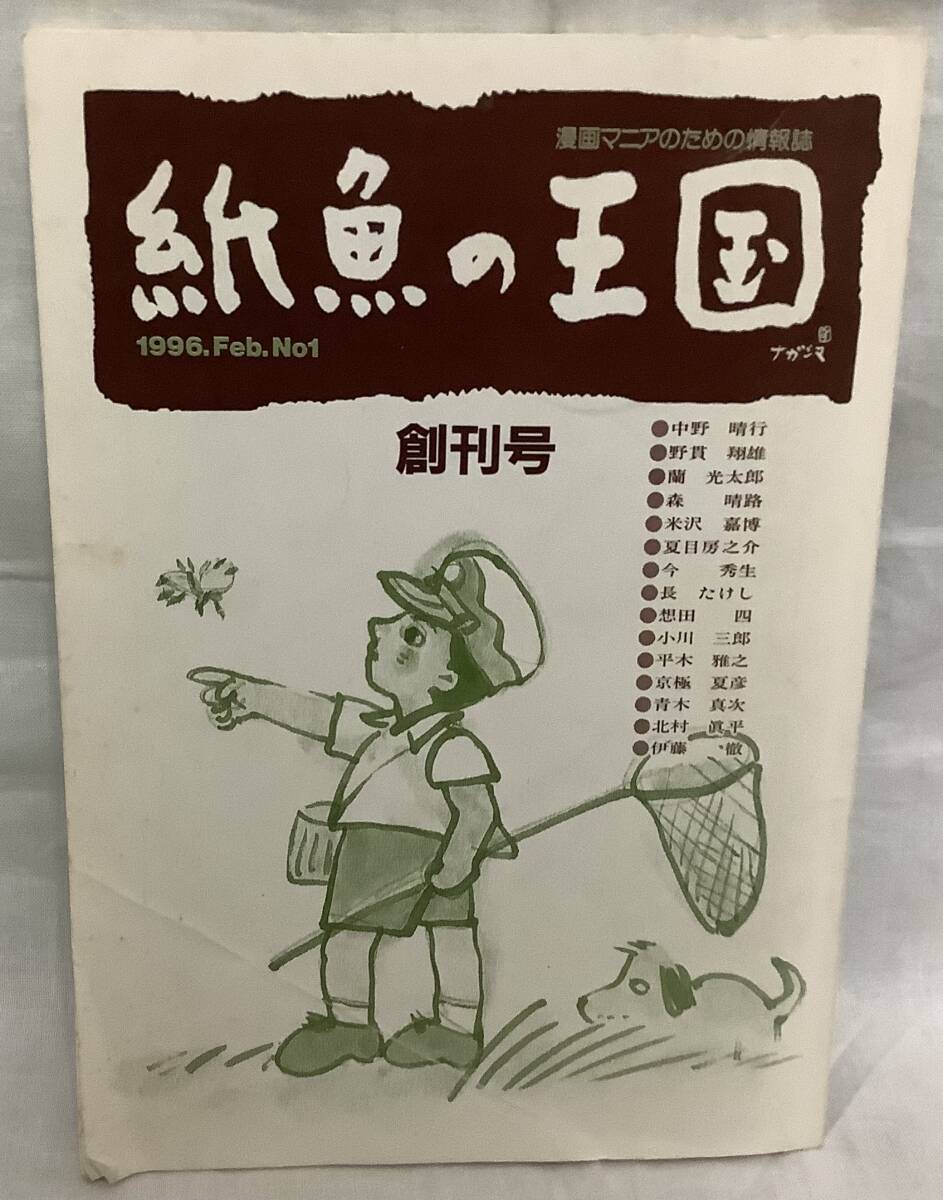 漫画マニアのための情報誌
紙魚の王国
1996.Feb.No1
ナガシマ
創刊号
●中野 晴行
●野貫 翔雄
●蘭 光太郎
●森 晴路
●米沢 嘉博
●夏目房之介
●今 秀生
●長 たけし
●想田 四
●小川 三郎
●平木 雅之
●京極 夏彦
●青木 真次
●北村 眞平
●伊藤 徹